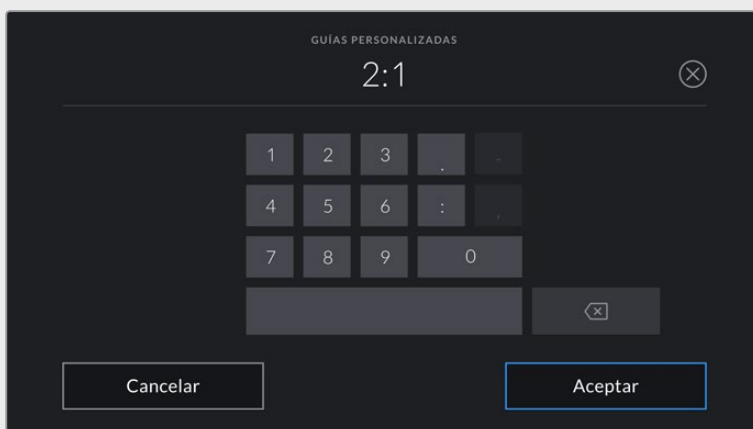 GUÍAS PERSONALIZADAS
2:1
1 2 3 . -
4 5 6 : ,
7 8 9 0
Cancelar Aceptar